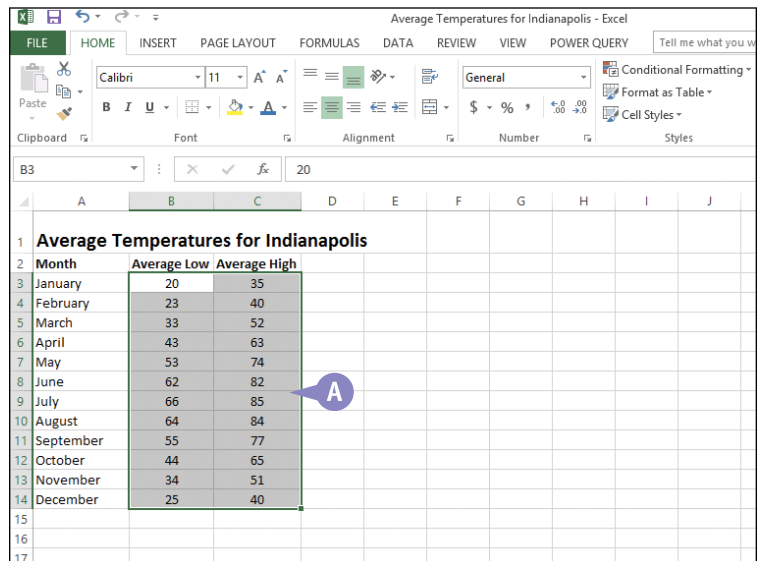 Average Temperatures for Indianapolis - Excel
FILE HOME INSERT PAGE LAYOUT FORMULAS DATA REVIEW VIEW POWER QUERY Tell me what you w
Paste
Calibri 11 A A
B I U A
General
$ % , .00 .0 .00 .0
Conditional Formatting
Format as Table
Cell Styles
Clipboard Font Alignment Number Styles
B3 fx 20
A B C D E F G H I J
1 Average Temperatures for Indianapolis
2 Month Average Low Average High
3 January 20 35
4 February 23 40
5 March 33 52
6 April 43 63
7 May 53 74
8 June 62 82
A
9 July 66 85
10 August 64 84
11 September 55 77
12 October 44 65
13 November 34 51
14 December 25 40
15
16
17